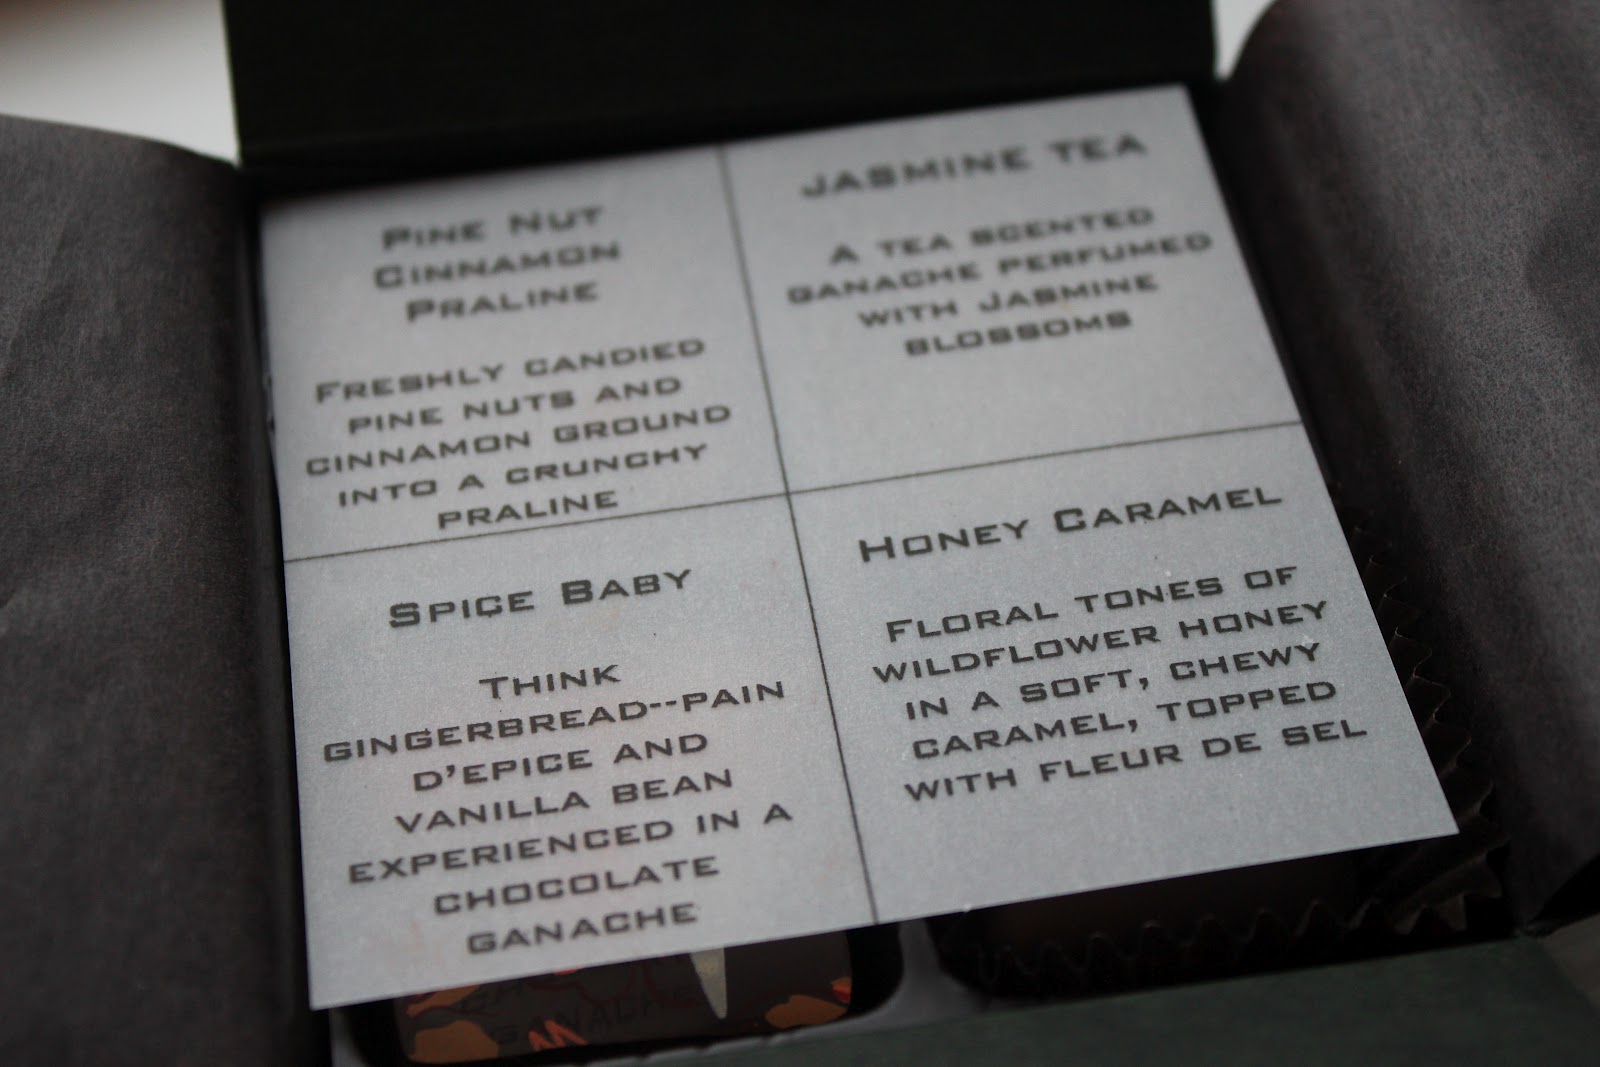 Pine Nut
Cinnamon
Praline
Freshly candied
pine nuts and
cinnamon ground
into a crunchy
praline
Jasmine Tea
A tea scented
ganache perfumed
with Jasmine
blossoms
Spice Baby
Think
gingerbread--pain
d'epice and
vanilla bean
experienced in a
chocolate
ganache
Honey Caramel
Floral tones of
wildflower honey
in a soft, chewy
caramel, topped
with fleur de sel